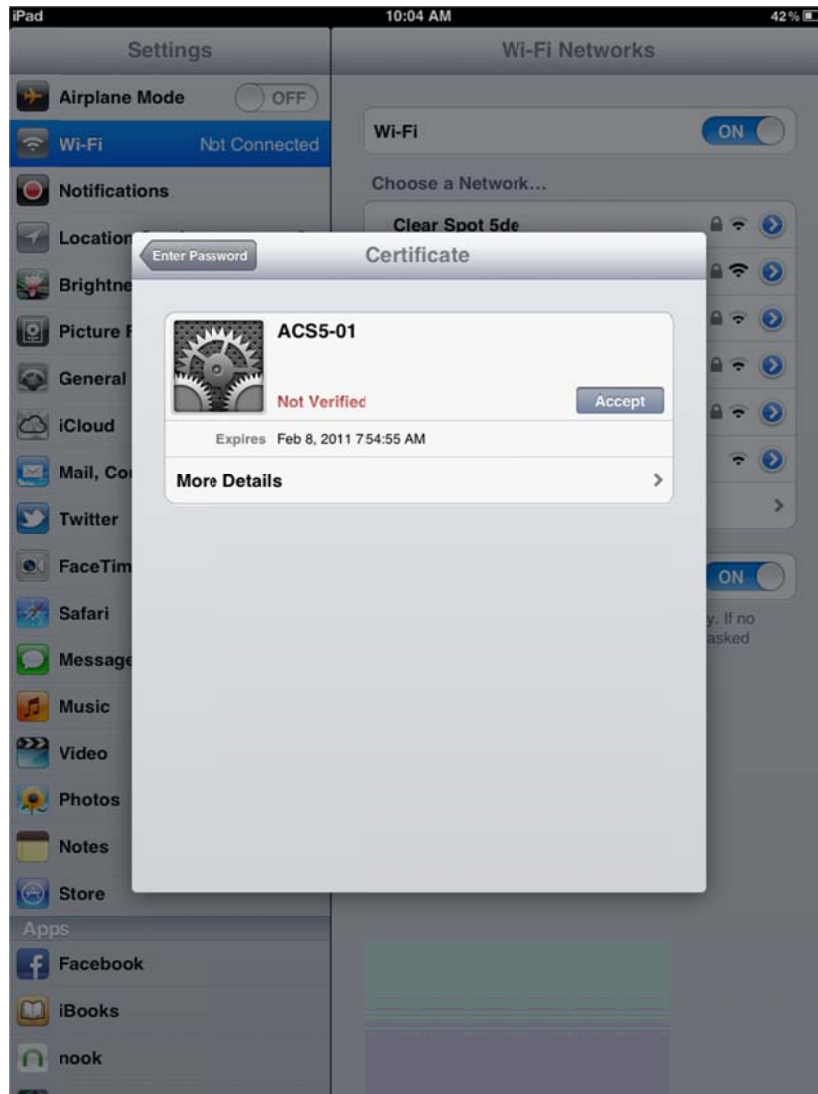 iPad 10:04 AM 42%
Settings
Wi-Fi Networks
Airplane Mode OFF
Wi-Fi Not Connected
Wi-Fi ON
Notifications
Choose a Network...
Location
Clear Spot 5de
Enter Password
Certificate
Brightne
Picture F
General
iCloud
Mail, Co
Twitter
FaceTim
Safari
Message
Music
Video
Photos
Notes
Store
ACS5-01
Not Verified
Accept
Expires Feb 8, 2011 7:54:55 AM
More Details
ON
y. If no
asked
Apps
Facebook
iBooks
nook